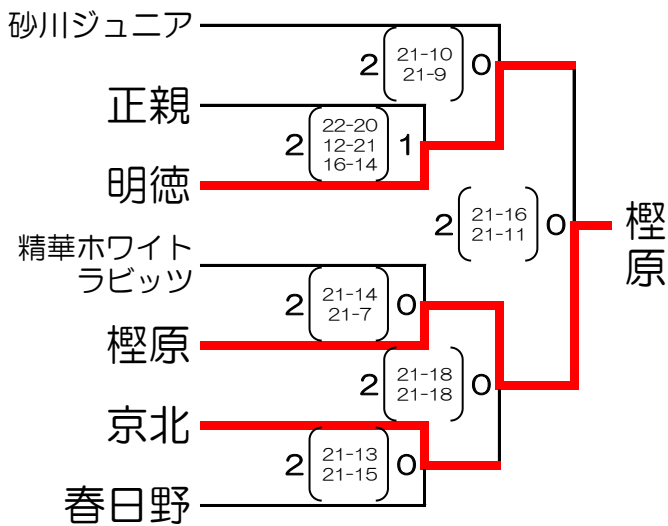 砂川ジュニア
2 21-10 0
21-9
正親
2 22-20 1
12-21
16-14
明徳
2 21-16 0
21-11
樫原
精華ホワイト
ラビッツ
2 21-14 0
21-7
樫原
2 21-18 0
21-18
京北
2 21-13 0
21-15
春日野